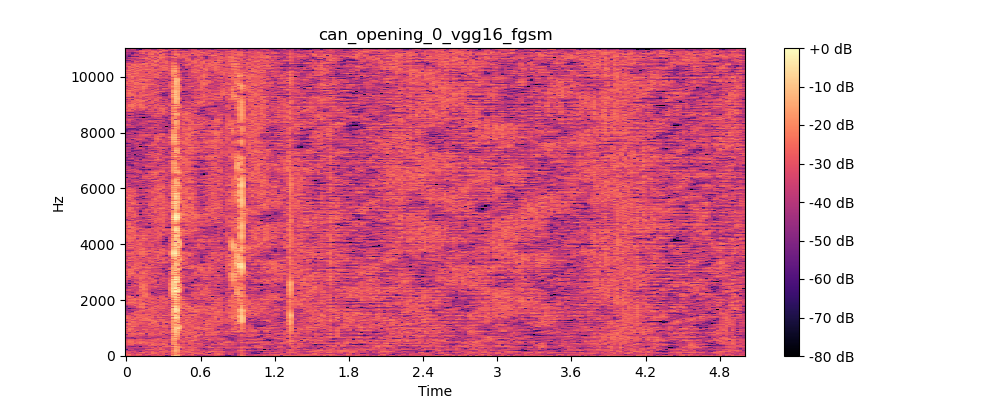 can_opening_0_vgg16_fgsm
Hz
10000
8000
6000
4000
2000
0
0 0.6 1.2 1.8 2.4 3 3.6 4.2 4.8
Time
+0 dB
-10 dB
-20 dB
-30 dB
-40 dB
-50 dB
-60 dB
-70 dB
-80 dB